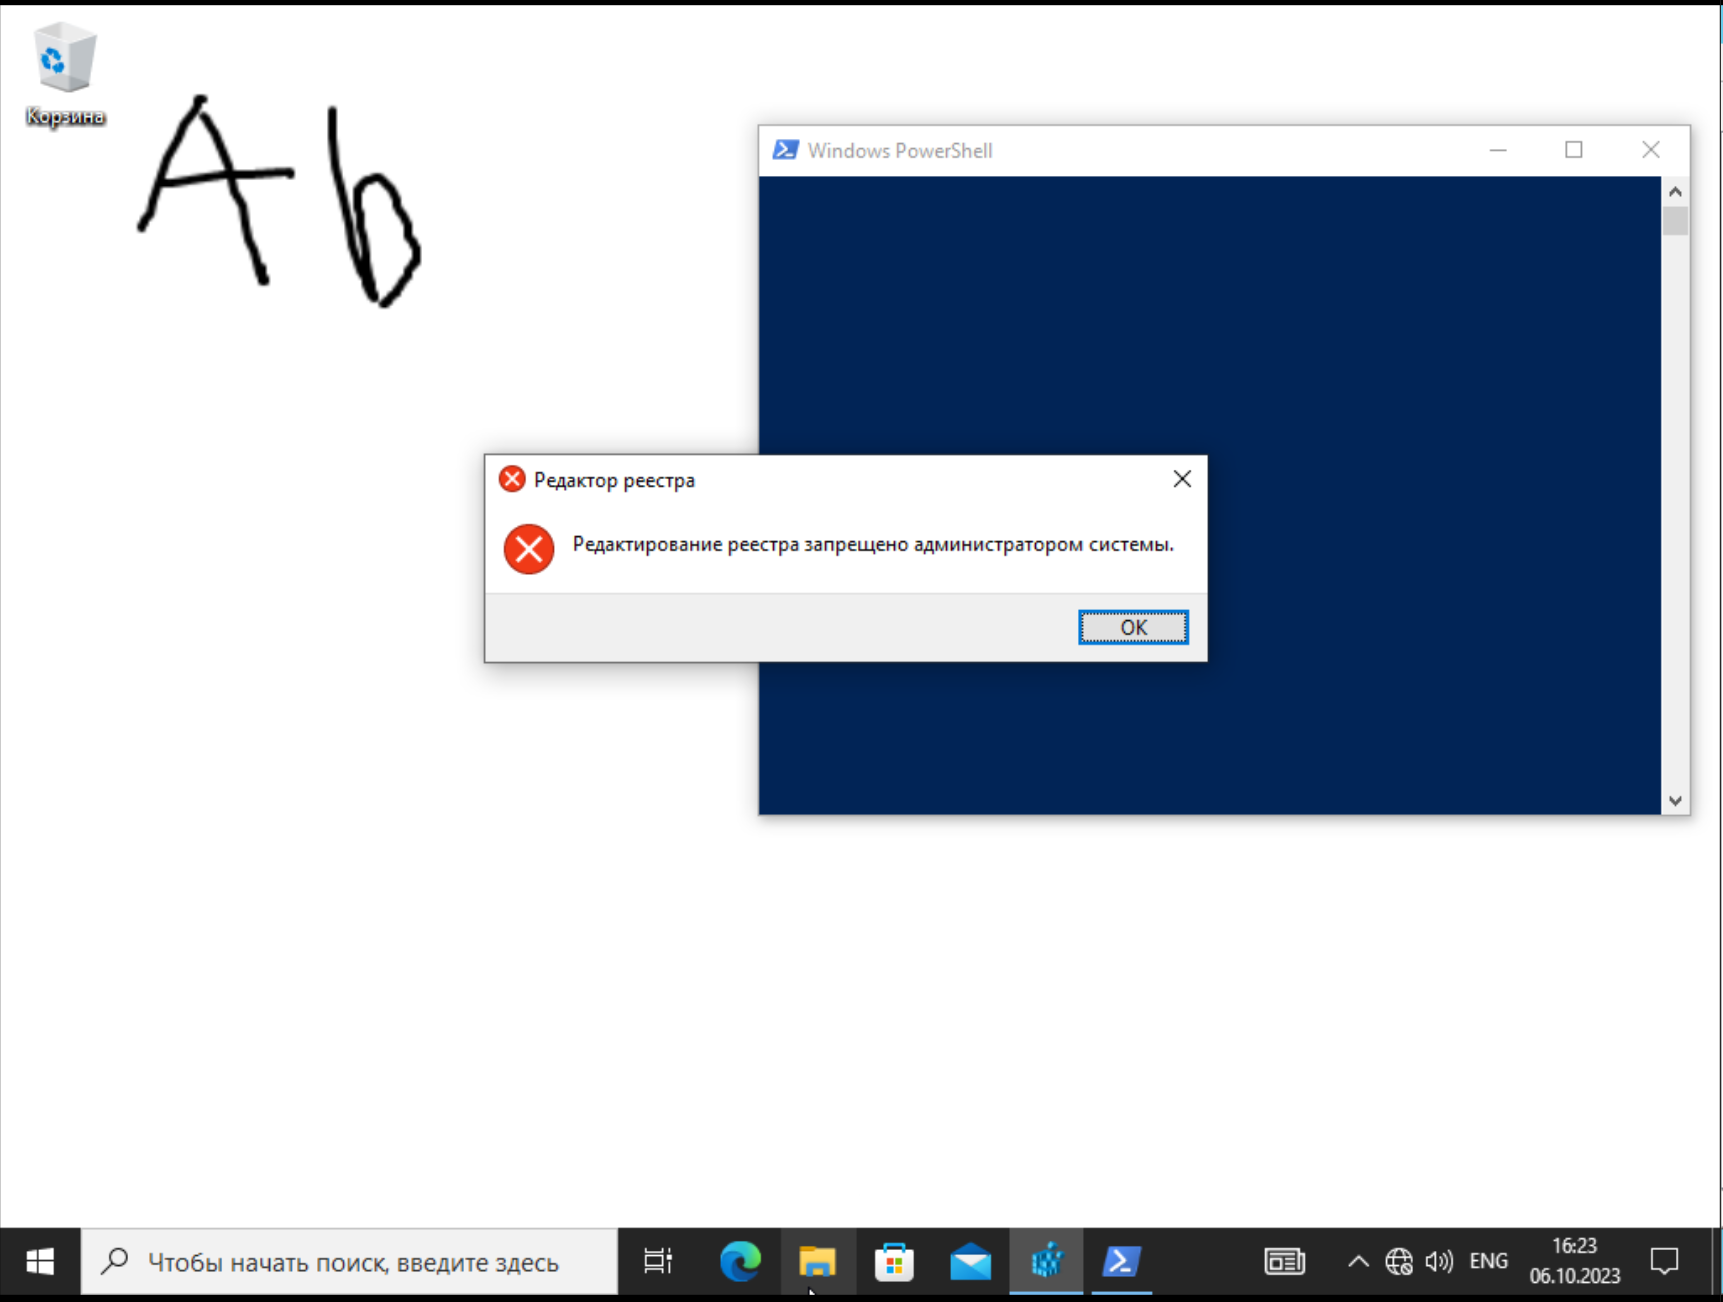 Корзина
Ab
Windows PowerShell
Редактор реестра
Редактирование реестра запрещено администратором системы.
OK
Чтобы начать поиск, введите здесь
ENG
16:23
06.10.2023